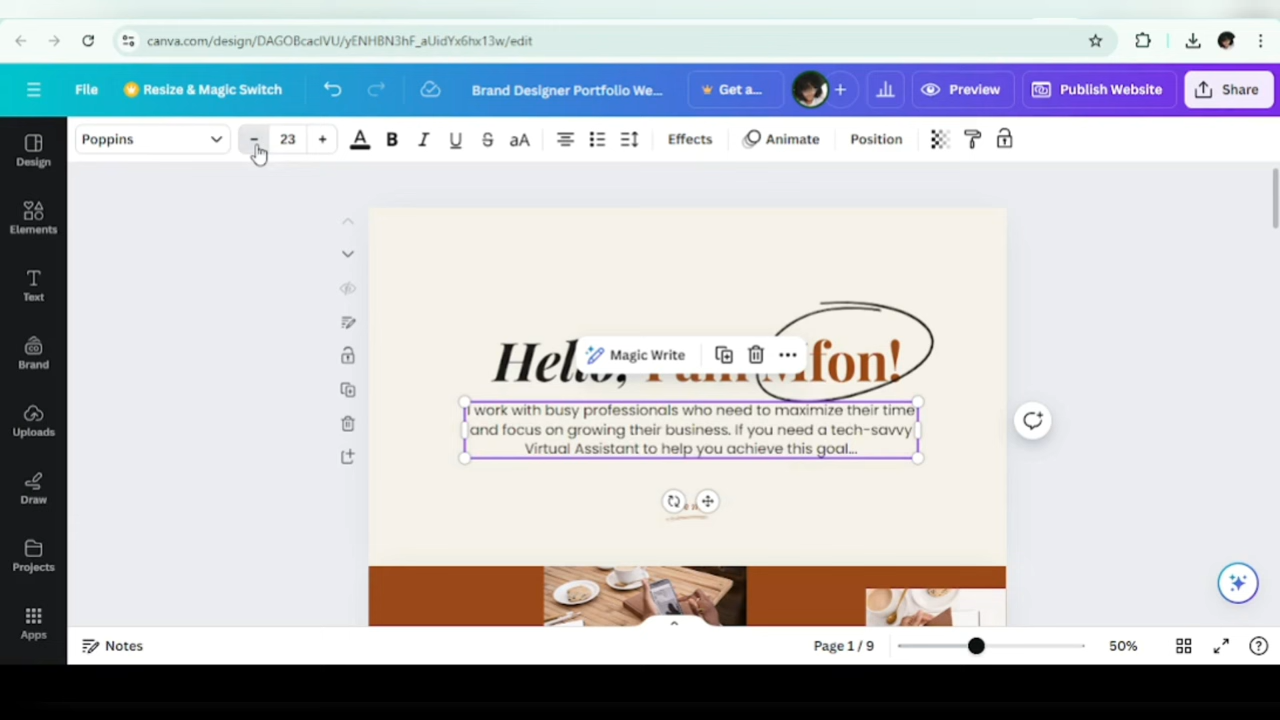 canva.com/design/DAGOBcacIVU/yENHBN3hF_aUidYx6hx13w/edit
File
Resize & Magic Switch
Brand Designer Portfolio We...
Get a...
Preview
Publish Website
Share
Poppins
- 23 +
A B I U S aA
Effects
Animate
Position
Design
Elements
Text
Brand
Uploads
Draw
Projects
Apps
Hello, I am Mfon!
Magic Write
I work with busy professionals who need to maximize their time
and focus on growing their business. If you need a tech-savvy
Virtual Assistant to help you achieve this goal...
Notes
Page 1 / 9
50%